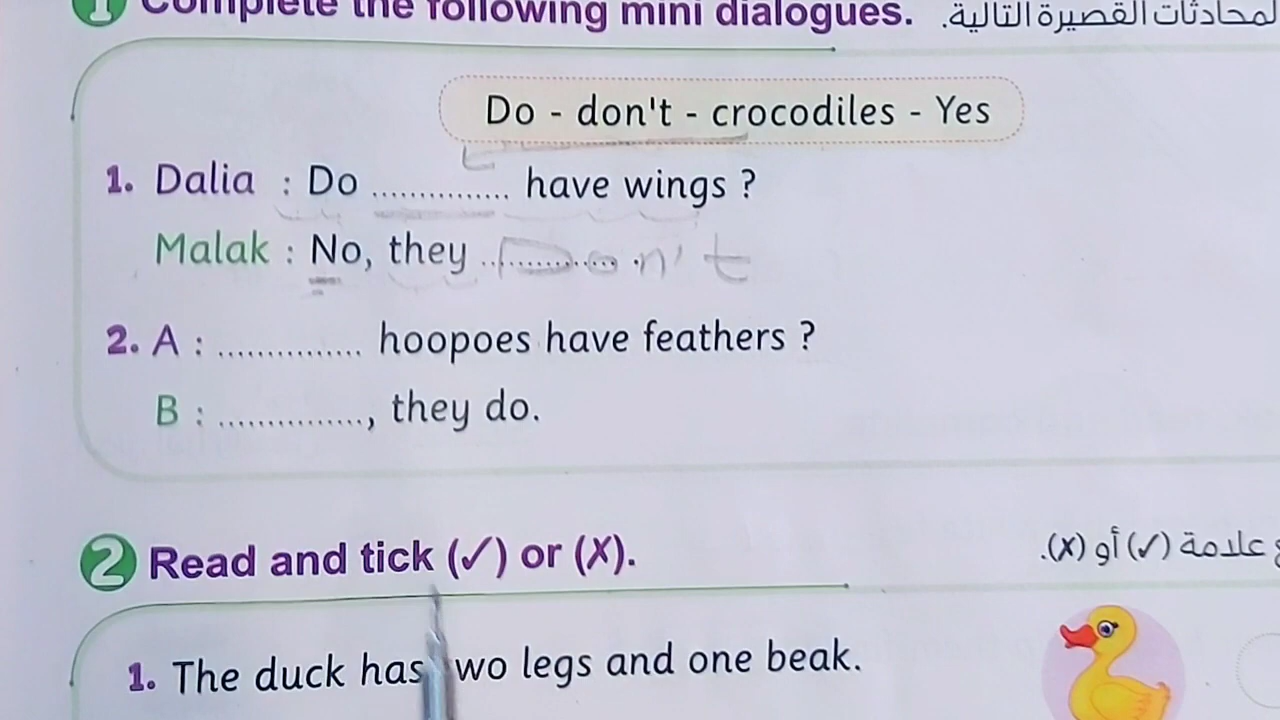 1 Complete the following mini dialogues. لمحادثات القصيرة التالية.
Do - don't - crocodiles - Yes
1. Dalia : Do ............... have wings ?
Malak : No, they ............... Don't
2. A : ............... hoopoes have feathers ?
B : ..............., they do.
2 Read and tick (✓) or (X). علامة (✓) أو (X).
1. The duck has wo legs and one beak.